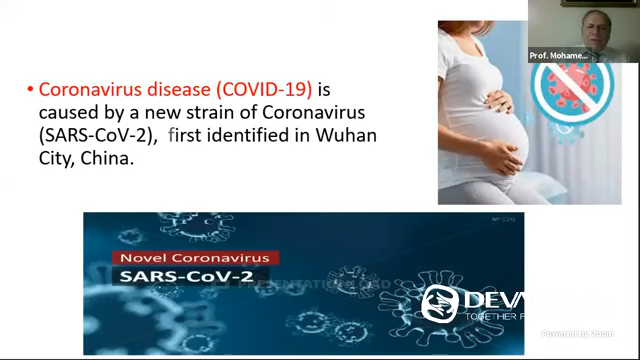 Prof. Mohame...
• Coronavirus disease (COVID-19) is
caused by a new strain of Coronavirus
(SARS-CoV-2), first identified in Wuhan
City, China.
Novel Coronavirus
SARS-CoV-2
TOGETHER
Powered by Zoom